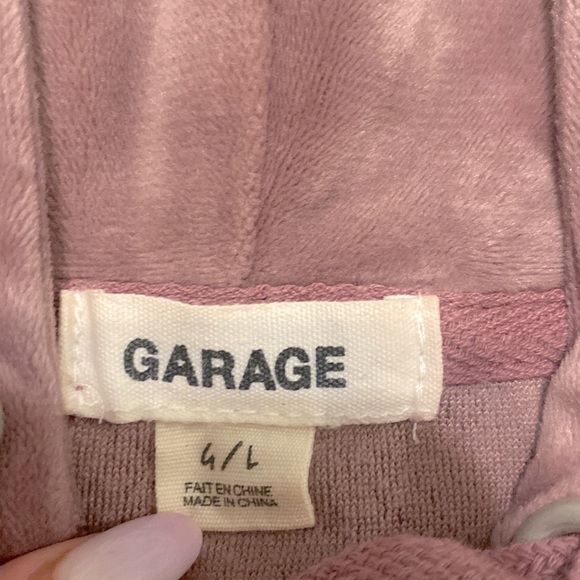 GARAGE
G/L
FAIT EN CHINE
MADE IN CHINA